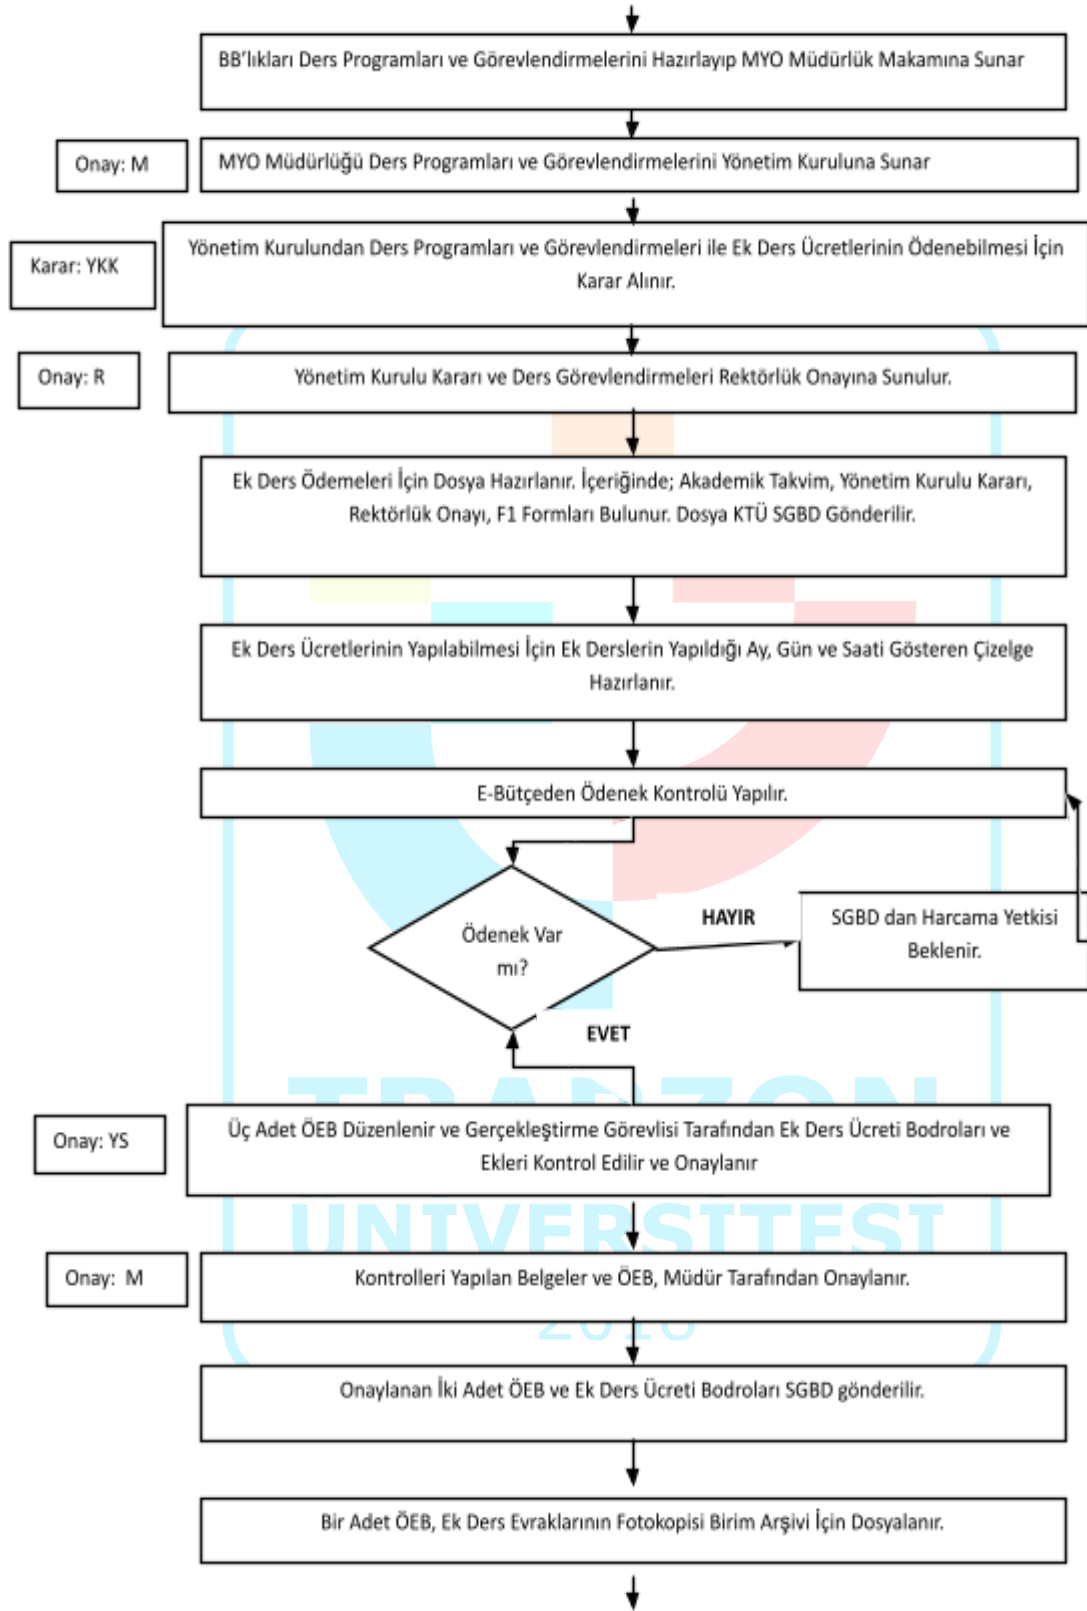 BB'lıkları Ders Programları ve Görevlendirmelerini Hazırlayıp MYO Müdürlük Makamına Sunar
Onay: M
MYO Müdürlüğü Ders Programları ve Görevlendirmelerini Yönetim Kuruluna Sunar
Karar: YKK
Yönetim Kurulundan Ders Programları ve Görevlendirmeleri ile Ek Ders Ücretlerinin Ödenebilmesi İçin
Karar Alınır.
Onay: R
Yönetim Kurulu Kararı ve Ders Görevlendirmeleri Rektörlük Onayına Sunulur.
Ek Ders Ödemeleri İçin Dosya Hazırlanır. İçeriğinde; Akademik Takvim, Yönetim Kurulu Kararı,
Rektörlük Onayı, F1 Formları Bulunur. Dosya KTÜ SGBD Gönderilir.
Ek Ders Ücretlerinin Yapılabilmesi İçin Ek Derslerin Yapıldığı Ay, Gün ve Saati Gösteren Çizelge
Hazırlanır.
E-Bütçeden Ödenek Kontrolü Yapılır.
Ödenek Var
mı?
HAYIR
SGBD dan Harcama Yetkisi
Beklenir.
EVET
TRABZON
Onay: YS
Üç Adet ÖEB Düzenlenir ve Gerçekleştirme Görevlisi Tarafından Ek Ders Ücreti Bodroları ve
Ekleri Kontrol Edilir ve Onaylanır
UNIVERSITESI
Onay:  M
Kontrolleri Yapılan Belgeler ve ÖEB, Müdür Tarafından Onaylanır.
2018
Onaylanan İki Adet ÖEB ve Ek Ders Ücreti Bodroları SGBD gönderilir.
Bir Adet ÖEB, Ek Ders Evraklarının Fotokopisi Birim Arşivi İçin Dosyalanır.